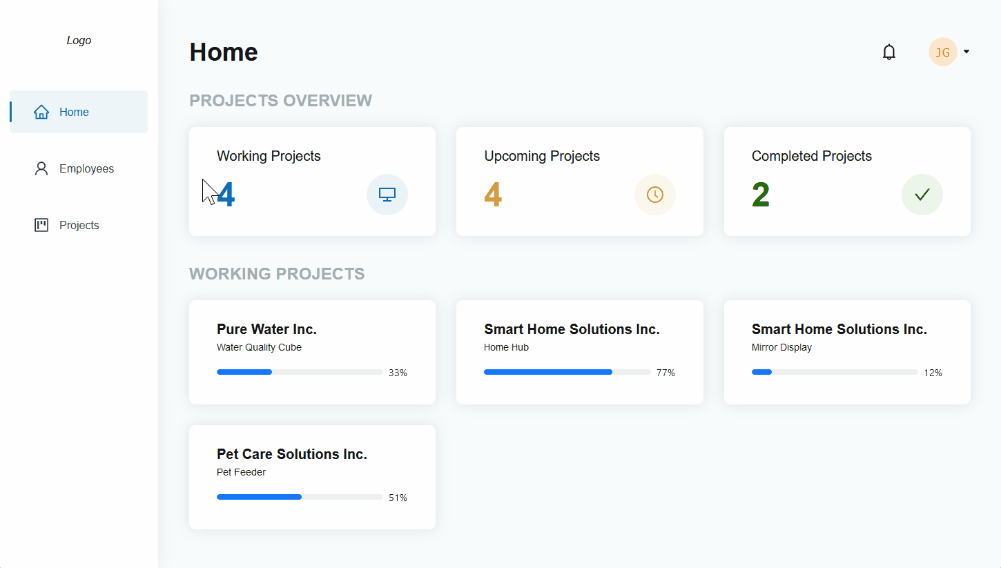 Logo
Home
Employees
Projects
Home
JG
PROJECTS OVERVIEW
Working Projects
4
Upcoming Projects
4
Completed Projects
2
WORKING PROJECTS
Pure Water Inc.
Water Quality Cube
33%
Smart Home Solutions Inc.
Home Hub
77%
Smart Home Solutions Inc.
Mirror Display
12%
Pet Care Solutions Inc.
Pet Feeder
51%